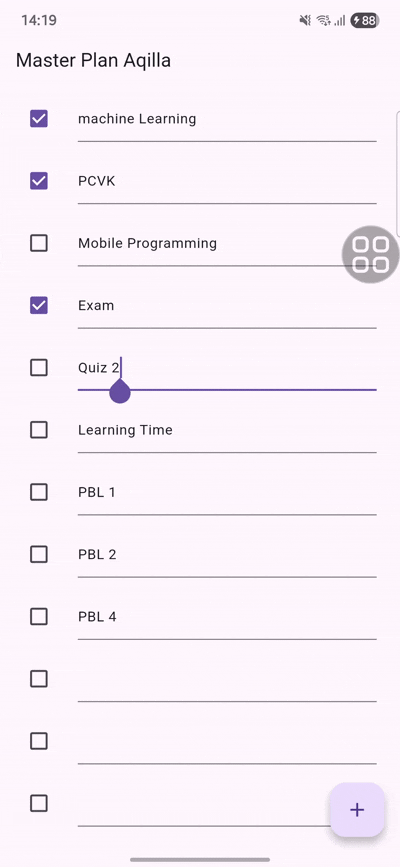 14:19
88
Master Plan Aqilla
machine Learning
PCVK
Mobile Programming
Exam
Quiz 2
Learning Time
PBL 1
PBL 2
PBL 4
+